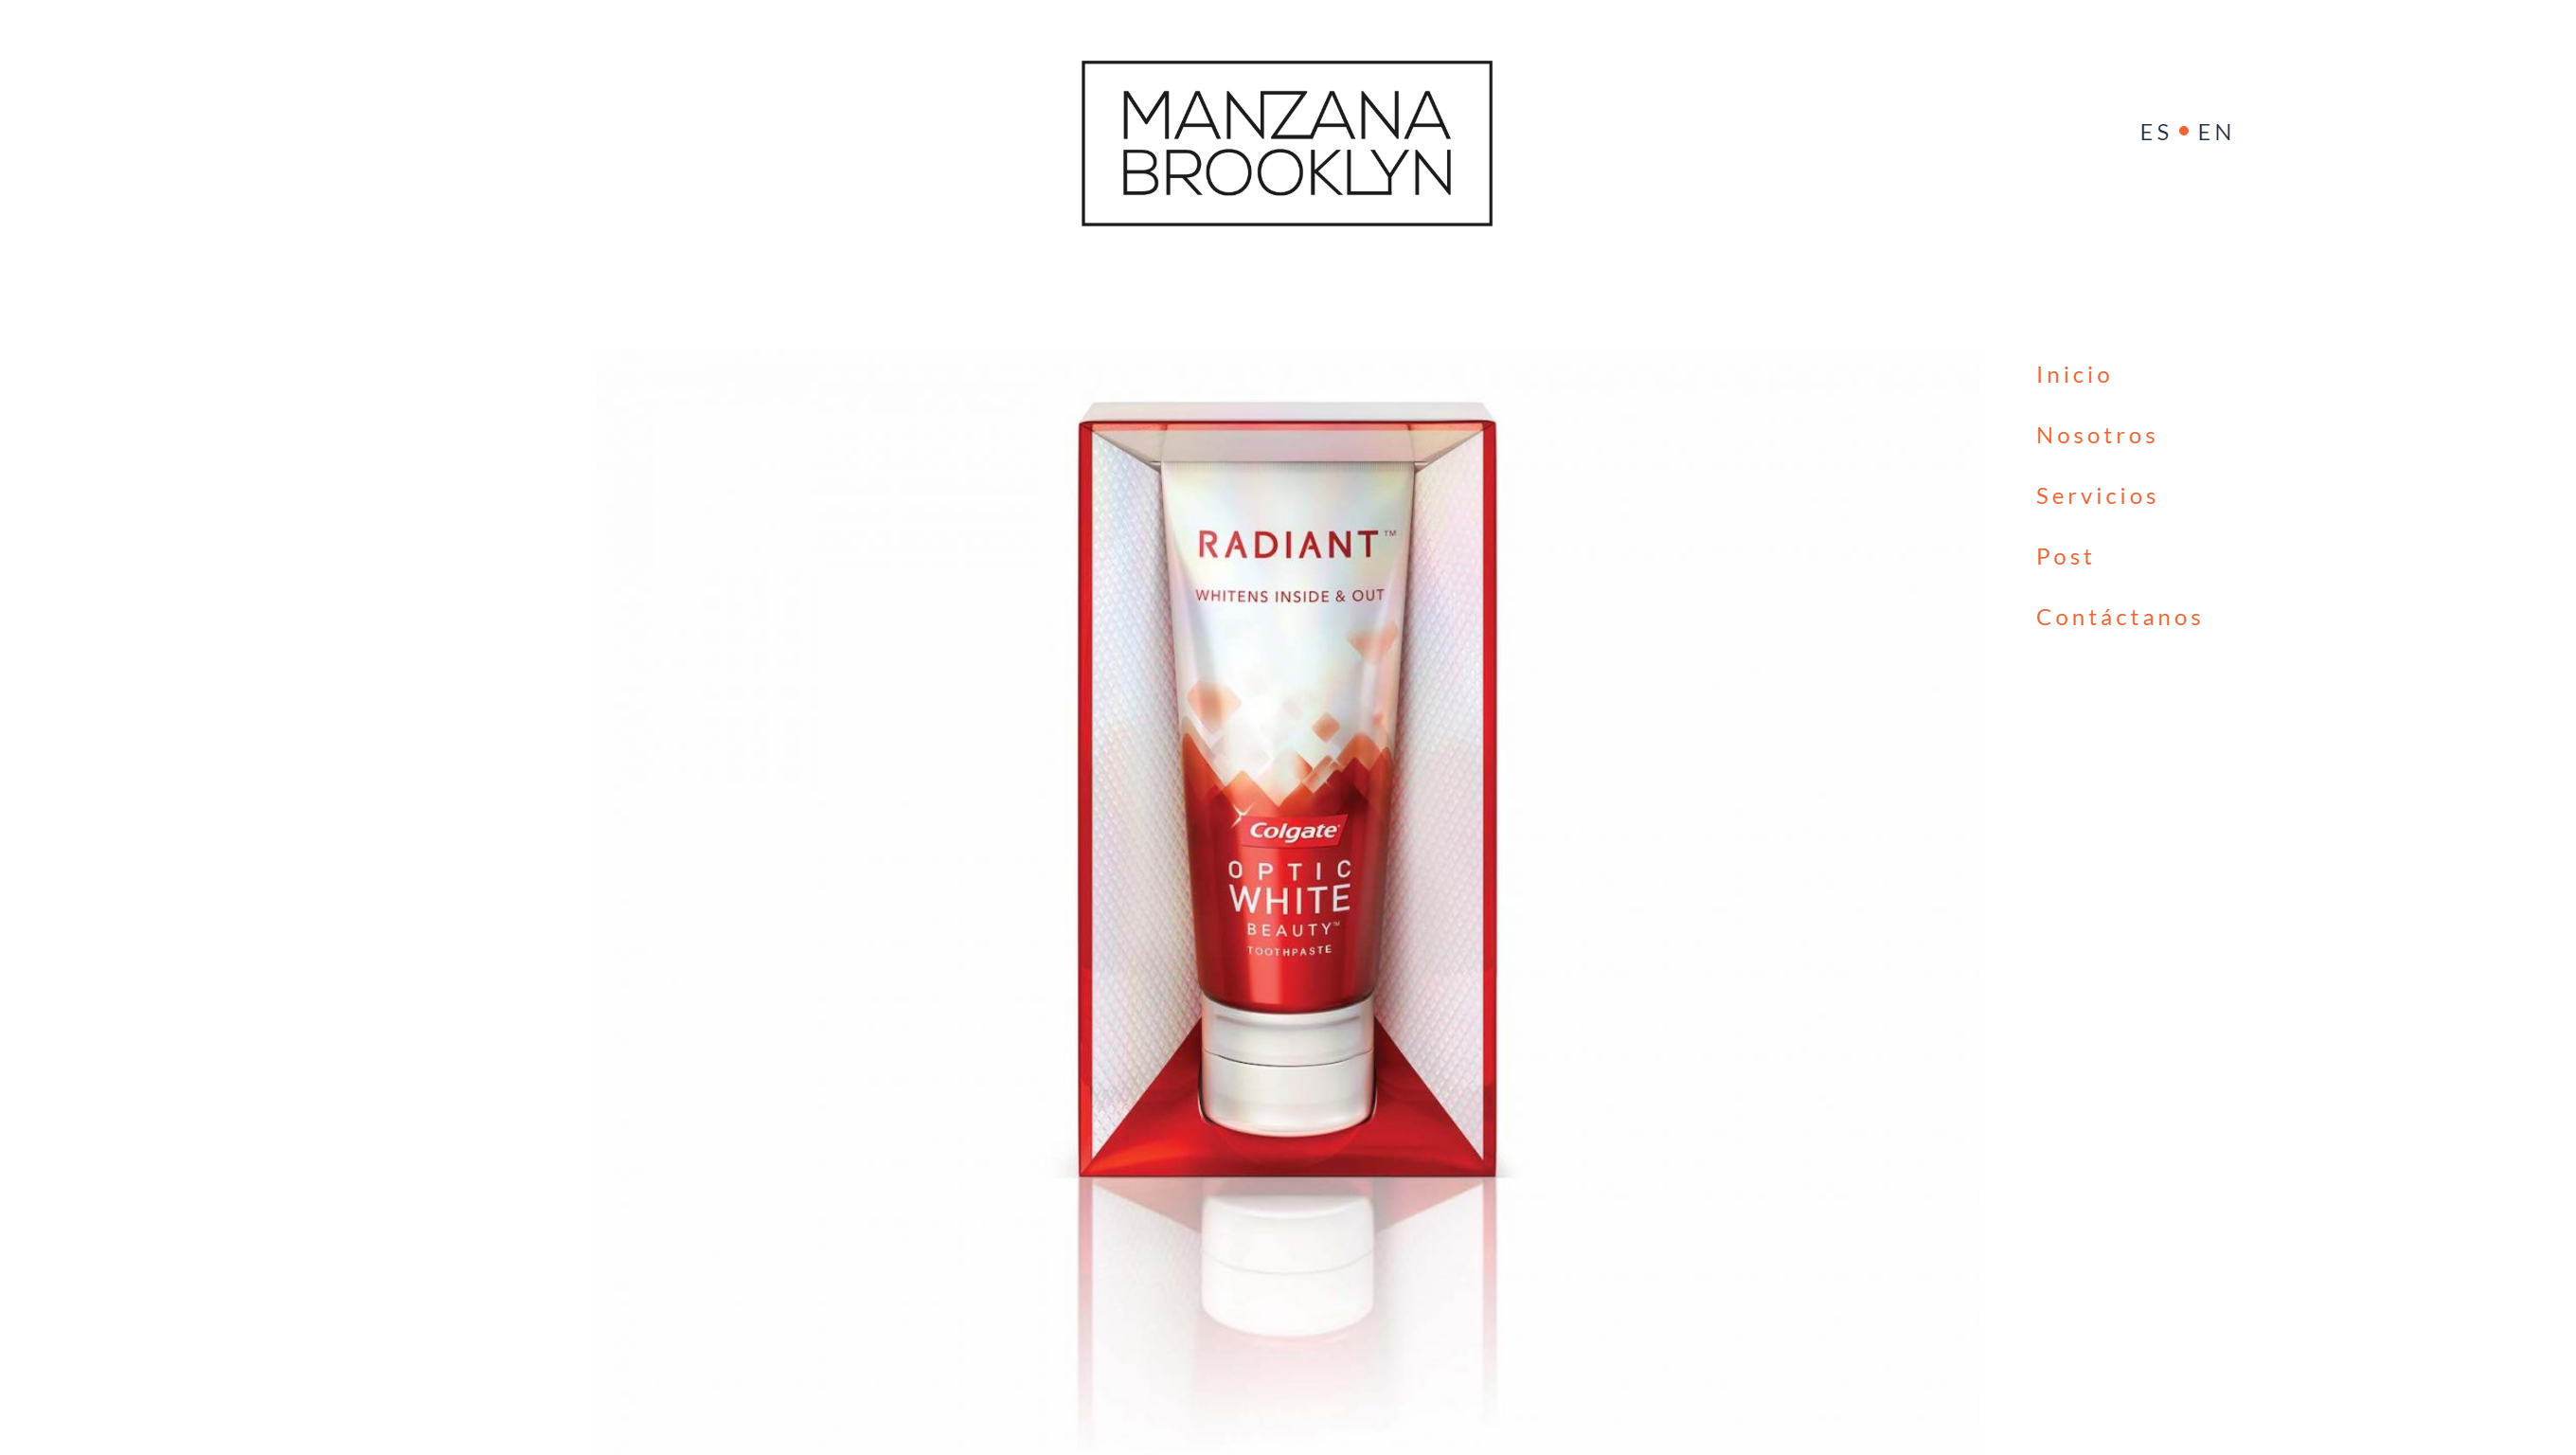 MANZANA
BROOKLYN
ES • EN
Inicio
Nosotros
Servicios
Post
Contáctanos
RADIANT™
WHITENS INSIDE & OUT
Colgate
OPTIC
WHITE
BEAUTY™
TOOTHPASTE